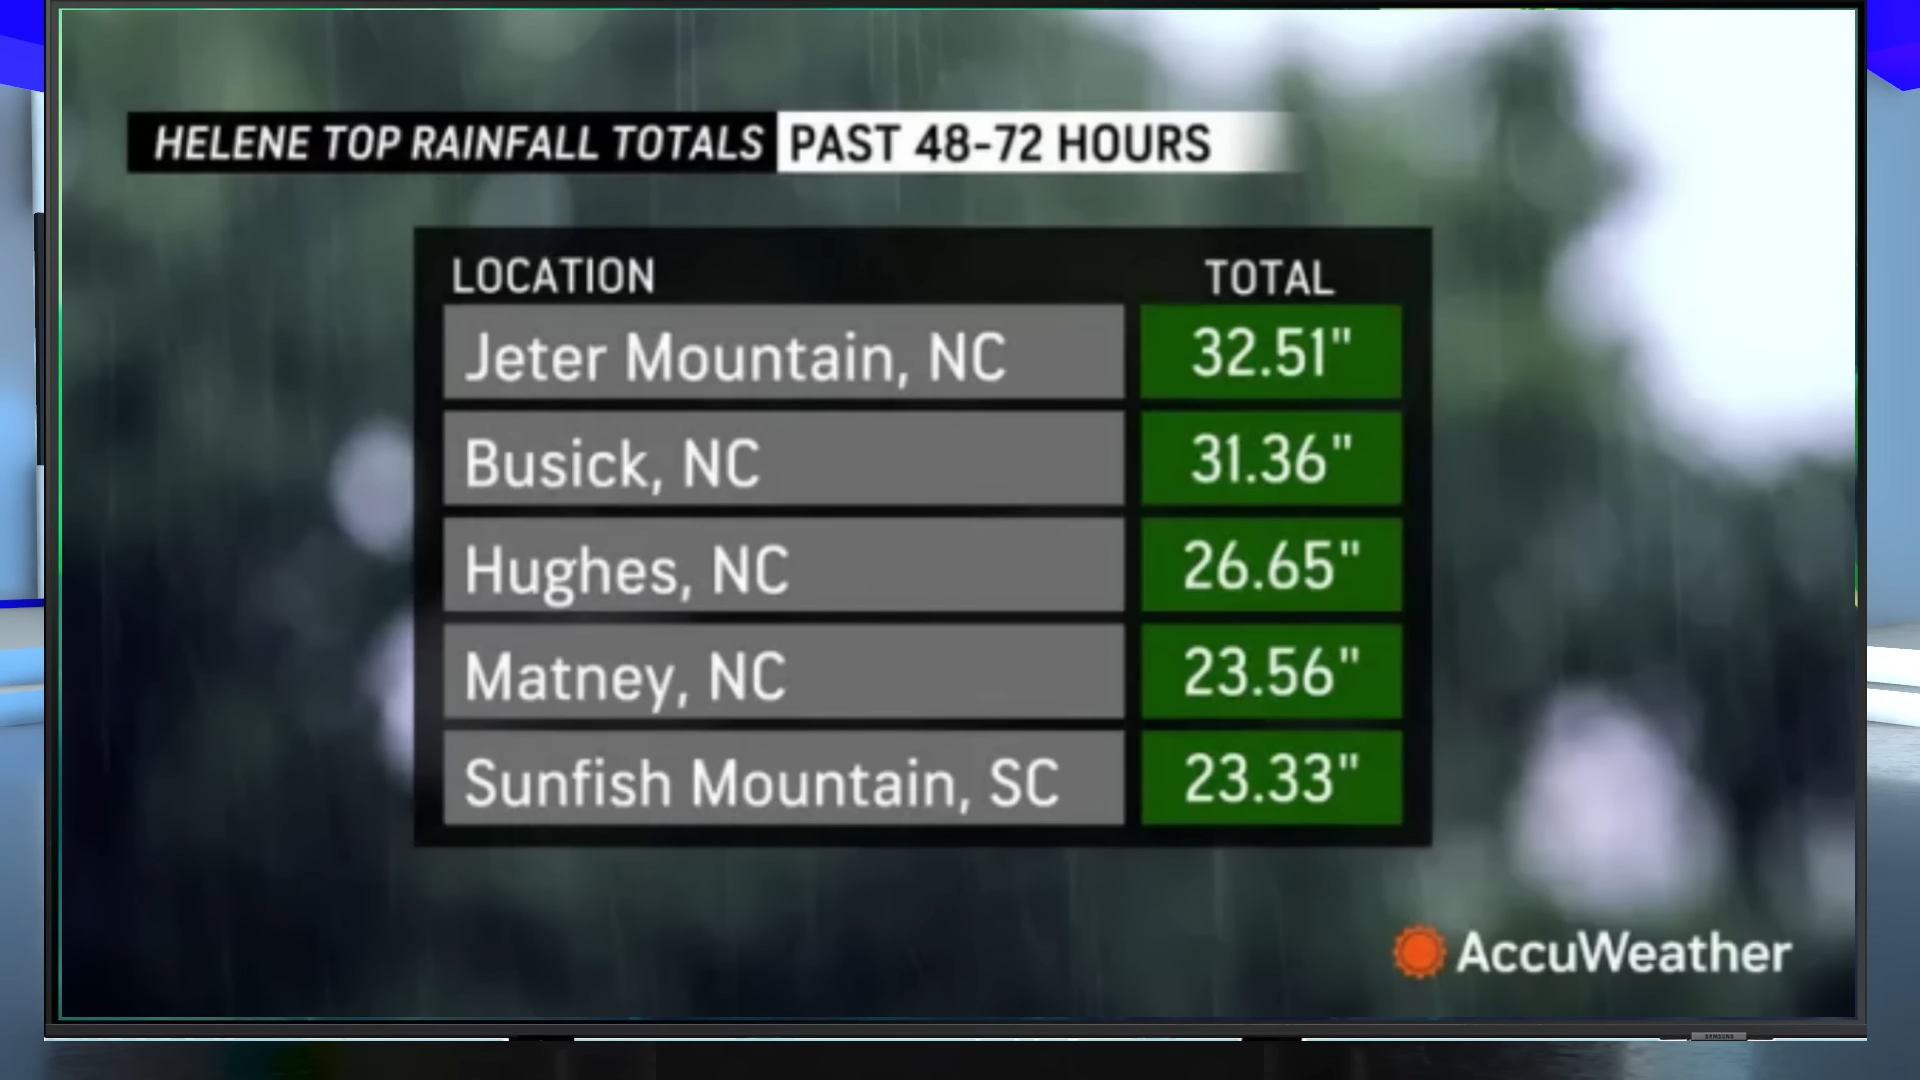 HELENE TOP RAINFALL TOTALS PAST 48-72 HOURS
LOCATION TOTAL
Jeter Mountain, NC 32.51"
Busick, NC 31.36"
Hughes, NC 26.65"
Matney, NC 23.56"
Sunfish Mountain, SC 23.33"
AccuWeather
SAMSUNG